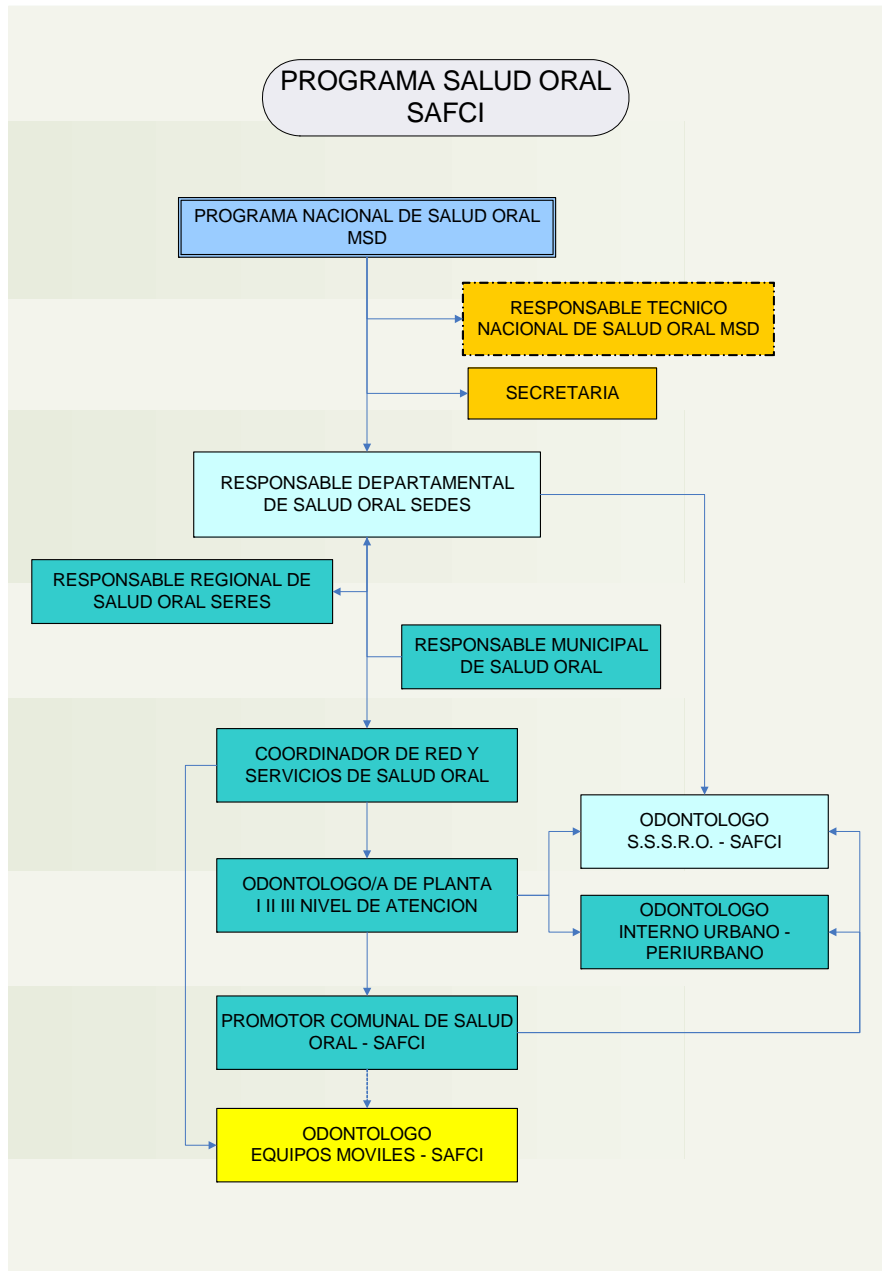 PROGRAMA SALUD ORAL
SAFCI
PROGRAMA NACIONAL DE SALUD ORAL
MSD
RESPONSABLE TECNICO
NACIONAL DE SALUD ORAL MSD
SECRETARIA
RESPONSABLE DEPARTAMENTAL
DE SALUD ORAL SEDES
RESPONSABLE REGIONAL DE
SALUD ORAL SERES
RESPONSABLE MUNICIPAL
DE SALUD ORAL
COORDINADOR DE RED Y
SERVICIOS DE SALUD ORAL
ODONTOLOGO
S.S.S.R.O. - SAFCI
ODONTOLOGO/A DE PLANTA
I II III NIVEL DE ATENCION
ODONTOLOGO
INTERNO URBANO -
PERIURBANO
PROMOTOR COMUNAL DE SALUD
ORAL - SAFCI
ODONTOLOGO
EQUIPOS MOVILES - SAFCI